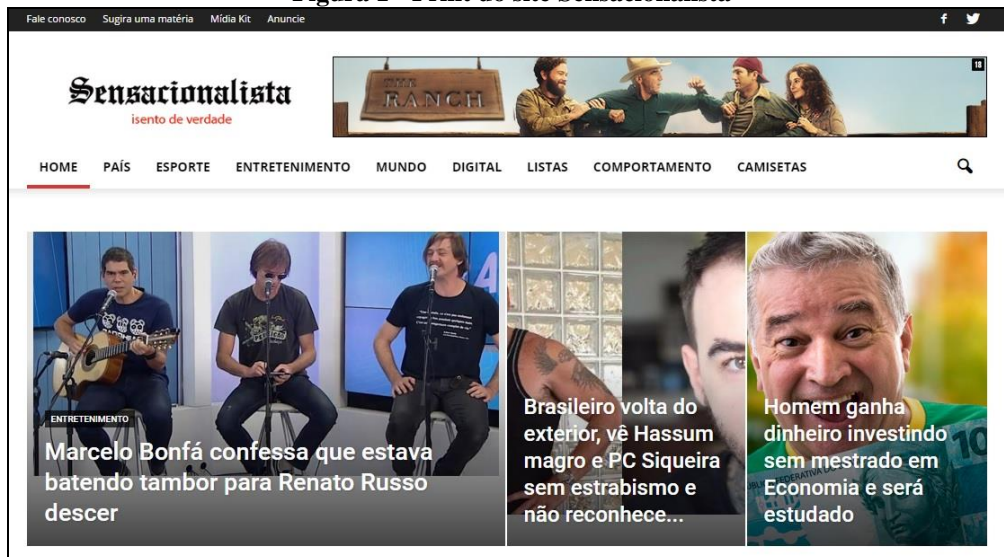 Figura 1 - Print do site Sensacionalista
Fale conosco Sugira uma matéria Mídia Kit Anuncie
Sensacionalista
isento de verdade
THE
RANCH
18
HOME PAÍS ESPORTE ENTRETENIMENTO MUNDO DIGITAL LISTAS COMPORTAMENTO CAMISETAS
ENTRETENIMENTO
Marcelo Bonfá confessa que estava
batendo tambor para Renato Russo
descer
Brasileiro volta do
exterior, vê Hassum
magro e PC Siqueira
sem estrabismo e
não reconhece...
Homem ganha
dinheiro investindo
sem mestrado em
Economia e será
estudado